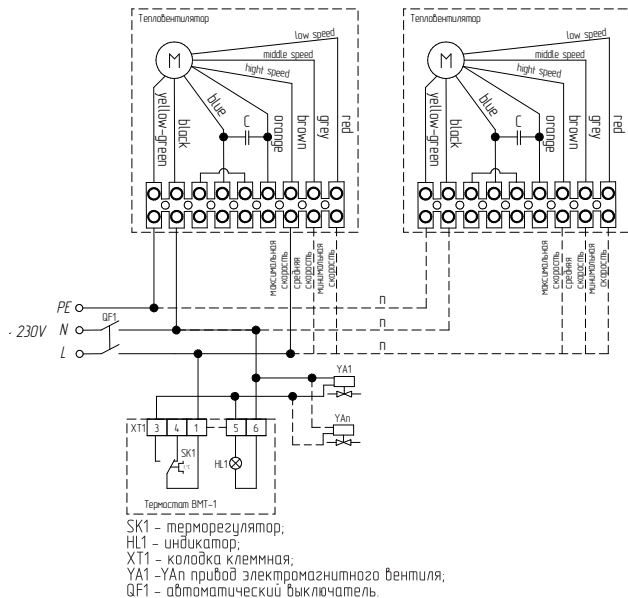 Тепловентилятор
Тепловентилятор
M
low speed
middle speed
hight speed
yellow-green
black
blue
C
orange
brown
grey
red
M
low speed
middle speed
hight speed
yellow-green
black
blue
C
orange
brown
grey
red
максимальная скорость
средняя скорость
минимальная скорость
максимальная скорость
средняя скорость
минимальная скорость
PE
n
~ 230V
N
QF1
n
L
n
YA1
YAn
XT1
3
4
1
5
6
SK1
t°C
HL1
Термостат ВМТ-1
SK1 – терморегулятор;
HL1 – индикатор;
XT1 – колодка клеммная;
YA1 -YAn привод электромагнитного вентиля;
QF1 – автоматический выключатель.